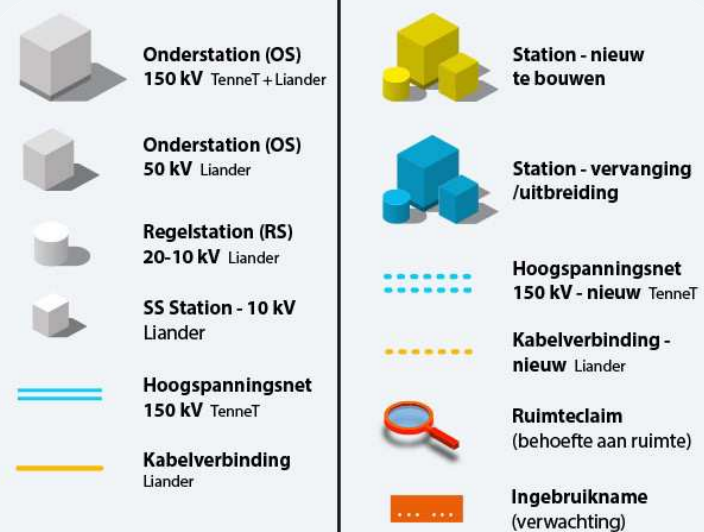 Onderstation (OS)
150 kV TenneT + Liander
Onderstation (OS)
50 kV Liander
Regelstation (RS)
20-10 kV Liander
SS Station - 10 kV
Liander
Hoogspanningsnet
150 kV TenneT
Kabelverbinding
Liander
Station - nieuw
te bouwen
Station - vervanging
/uitbreiding
Hoogspanningsnet
150 kV - nieuw TenneT
Kabelverbinding -
nieuw Liander
Ruimteclaim
(behoefte aan ruimte)
... ...
Ingebruikname
(verwachting)